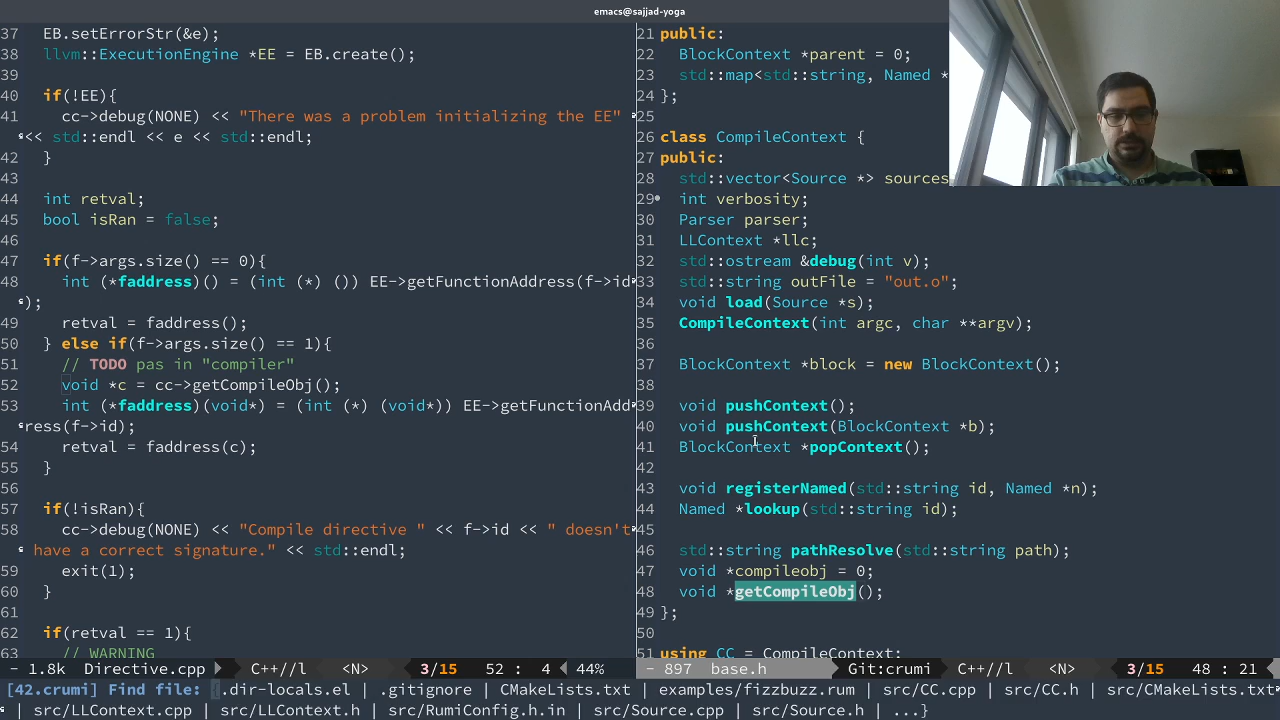 emacs@sajjad-yoga
37 EB.setErrorStr(&e);
38 llvm::ExecutionEngine *EE = EB.create();
39
40 if(!EE){
41 cc->debug(NONE) << "There was a problem initializing the EE"
<< std::endl << e << std::endl;
42 }
43
44 int retval;
45 bool isRan = false;
46
47 if(f->args.size() == 0){
48 int (*faddress)() = (int (*) ()) EE->getFunctionAddress(f->id
);
49 retval = faddress();
50 } else if(f->args.size() == 1){
51 // TODO pas in "compiler"
52 void *c = cc->getCompileObj();
53 int (*faddress)(void*) = (int (*) (void*)) EE->getFunctionAdd
ress(f->id);
54 retval = faddress(c);
55 }
56
57 if(!isRan){
58 cc->debug(NONE) << "Compile directive " << f->id << " doesn't
have a correct signature." << std::endl;
59 exit(1);
60 }
61
62 if(retval == 1){
63 // WARNING
- 1.8k Directive.cpp C++//l <N> 3/15 52 : 4 44%
21 public:
22 BlockContext *parent = 0;
23 std::map<std::string, Named *
24 };
25
26 class CompileContext {
27 public:
28 std::vector<Source *> sources
29 int verbosity;
30 Parser parser;
31 LLContext *llc;
32 std::ostream &debug(int v);
33 std::string outFile = "out.o";
34 void load(Source *s);
35 CompileContext(int argc, char **argv);
36
37 BlockContext *block = new BlockContext();
38
39 void pushContext();
40 void pushContext(BlockContext *b);
41 BlockContext *popContext();
42
43 void registerNamed(std::string id, Named *n);
44 Named *lookup(std::string id);
45
46 std::string pathResolve(std::string path);
47 void *compileobj = 0;
48 void *getCompileObj();
49 };
50
51 using CC = CompileContext;
- 897 base.h Git:crumi C++//l <N> 3/15 48 : 21
[42.crumi] Find file: {.dir-locals.el | .gitignore | CMakeLists.txt | examples/fizzbuzz.rum | src/CC.cpp | src/CC.h | src/CMakeLists.txt
| src/LLContext.cpp | src/LLContext.h | src/RumiConfig.h.in | src/Source.cpp | src/Source.h | ...}